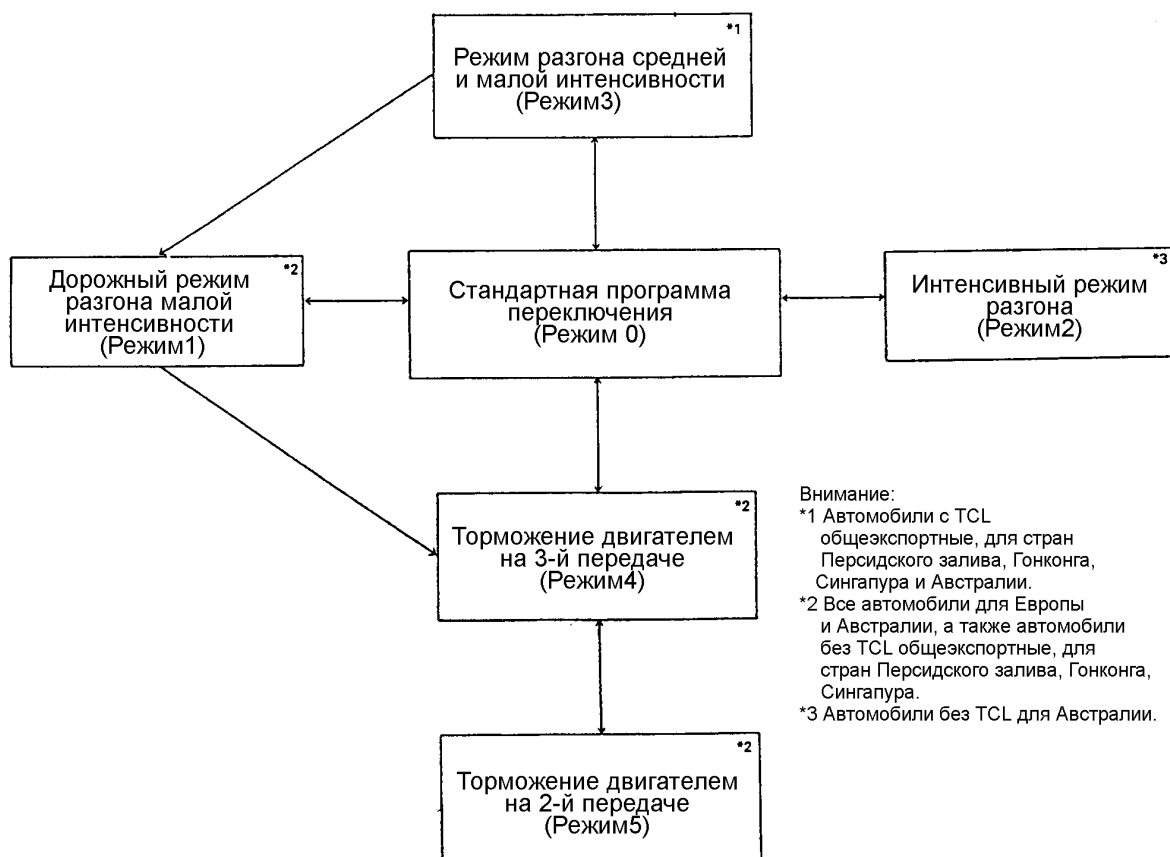 *1
Режим разгона средней
и малой интенсивности
(Режим3)
*2
Дорожный режим
разгона малой
интенсивности
(Режим1)
Стандартная программа
переключения
(Режим 0)
*3
Интенсивный режим
разгона
(Режим2)
*2
Торможение двигателем
на 3-й передаче
(Режим4)
*2
Торможение двигателем
на 2-й передаче
(Режим5)
Внимание:
*1 Автомобили с TCL
общеэкспортные, для стран
Персидского залива, Гонконга,
Сингапура и Австралии.
*2 Все автомобили для Европы
и Австралии, а также автомобили
без TCL общеэкспортные, для
стран Персидского залива, Гонконга,
Сингапура.
*3 Автомобили без TCL для Австралии.